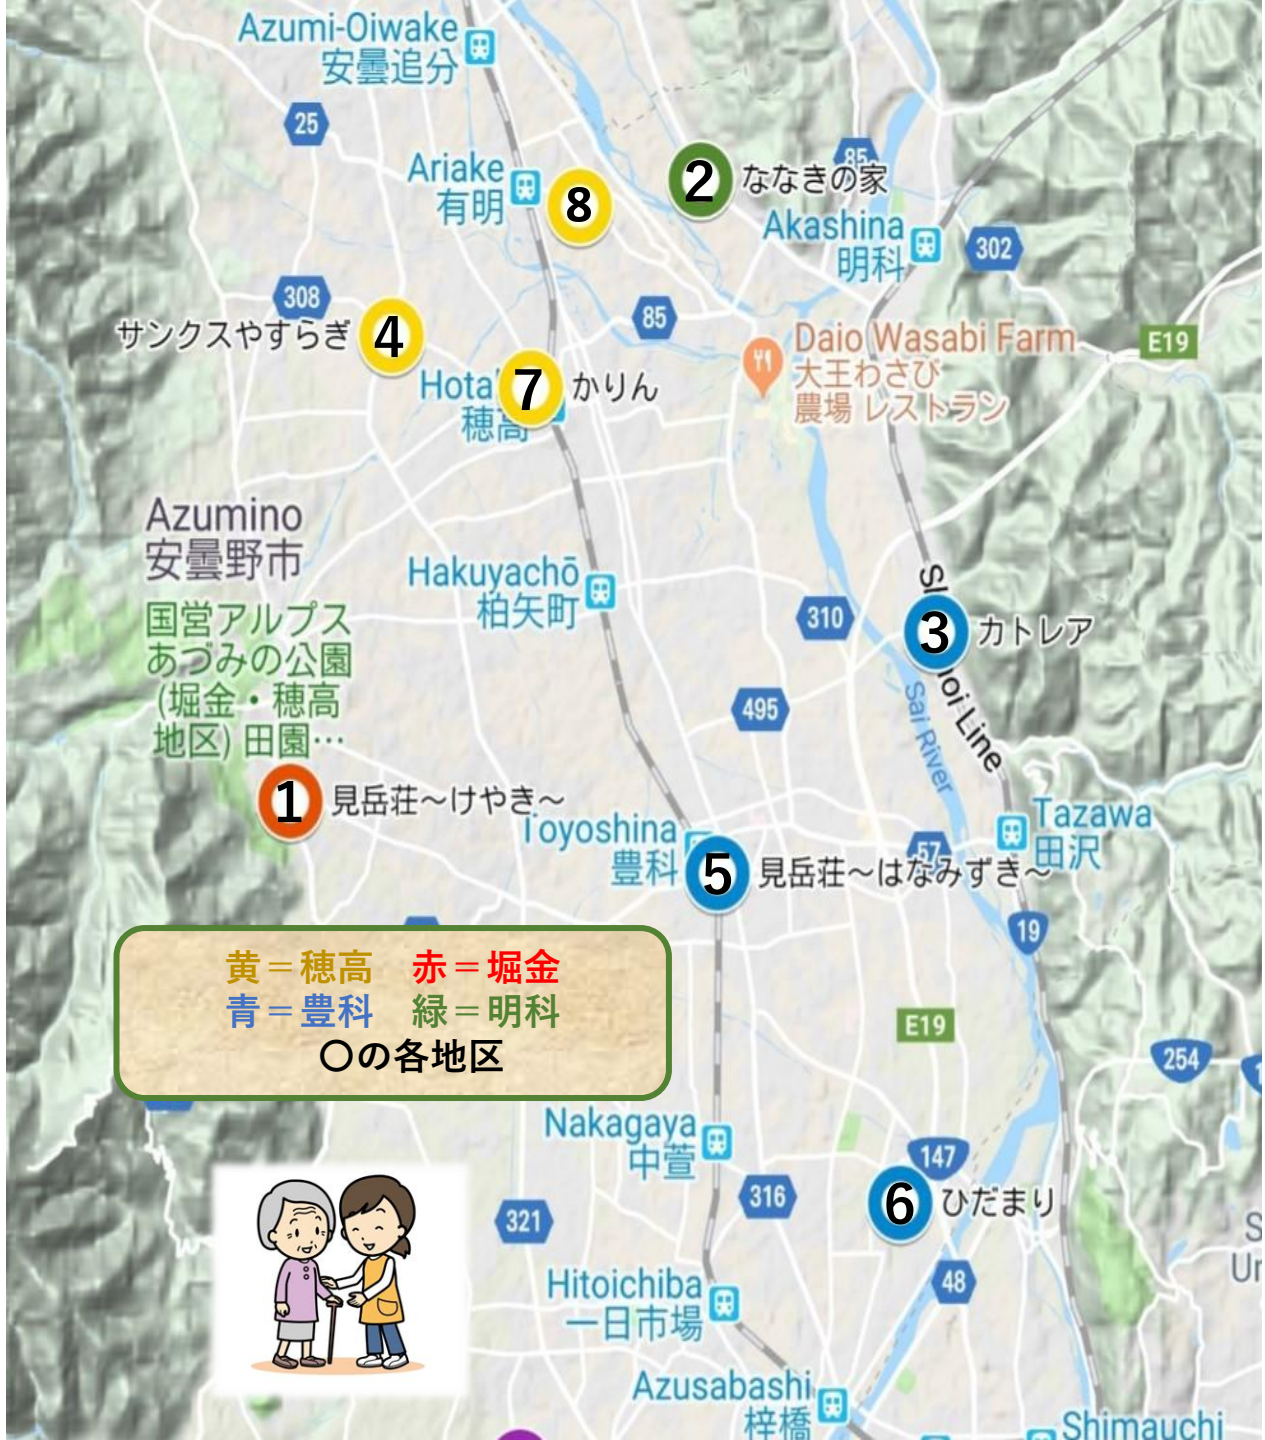 Azumi-Oiwake
安曇追分
25
Ariake
有明
8
2
ななきの家
85
Akashina
明科
302
308
サンクスやすらぎ
4
85
Daio Wasabi Farm
大王わさび
農場 レストラン
E19
7
かりん
穂高
Azumino
安曇野市
国営アルプス
あづみの公園
(堀金・穂高
地区) 田園…
Hakuyachō
柏矢町
310
3
カトレア
495
Sai River
Line
1
見岳荘～けやき～
Toyoshina
豊科
5
見岳荘～はなみずき～
57
Tazawa
田沢
19
黄＝穂高 赤＝堀金
青＝豊科 緑＝明科
〇の各地区
E19
254
Nakagaya
中萱
147
316
6
ひだまり
321
48
Hitoichiba
一日市場
Azusabashi
梓橋
Shimauchi